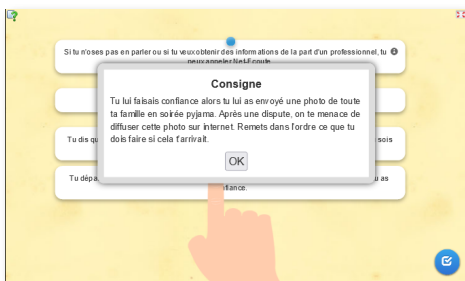 Si tu n'oses pas en parler ou si tu veux obtenir des informations de la part d'un professionnel, tu
peux appeler Net Ecoute
Consigne
Tu lui faisais confiance alors tu lui as envoyé une photo de toute
ta famille en soirée pyjama. Après une dispute, on te menace de
diffuser cette photo sur internet. Remets dans l'ordre ce que tu
dois faire si cela t'arrivait.
OK
Tu dis qu
sois
Tu dépa
u as
fiance.